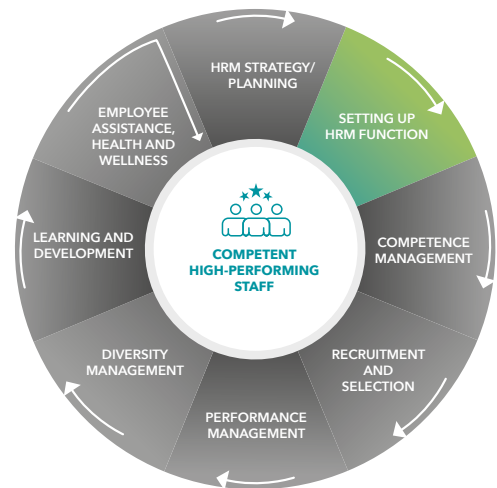 HRM STRATEGY/
PLANNING
SETTING UP
HRM FUNCTION
COMPETENCE
MANAGEMENT
RECRUITMENT
AND
SELECTION
PERFORMANCE
MANAGEMENT
DIVERSITY
MANAGEMENT
LEARNING AND
DEVELOPMENT
EMPLOYEE
ASSISTANCE,
HEALTH AND
WELLNESS
COMPETENT
HIGH-PERFORMING
STAFF